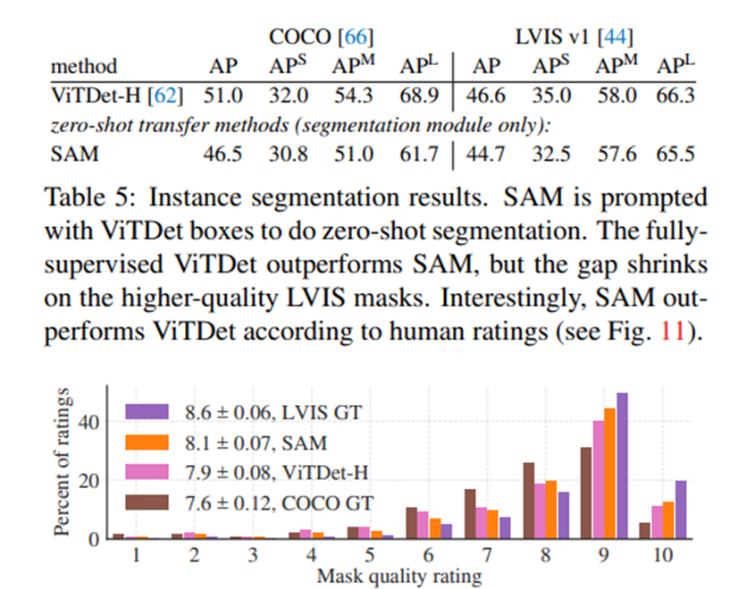 COCO [66] LVIS v1 [44]
method AP APS APM APL AP APS APM APL
ViTDet-H [62] 51.0 32.0 54.3 68.9 46.6 35.0 58.0 66.3
zero-shot transfer methods (segmentation module only):
SAM 46.5 30.8 51.0 61.7 44.7 32.5 57.6 65.5
Table 5: Instance segmentation results. SAM is prompted
with ViTDet boxes to do zero-shot segmentation. The fully-
supervised ViTDet outperforms SAM, but the gap shrinks
on the higher-quality LVIS masks. Interestingly, SAM out-
performs ViTDet according to human ratings (see Fig. 11).
Percent of ratings
40
20
0
8.6 ± 0.06, LVIS GT
8.1 ± 0.07, SAM
7.9 ± 0.08, ViTDet-H
7.6 ± 0.12, COCO GT
1 2 3 4 5 6 7 8 9 10
Mask quality rating